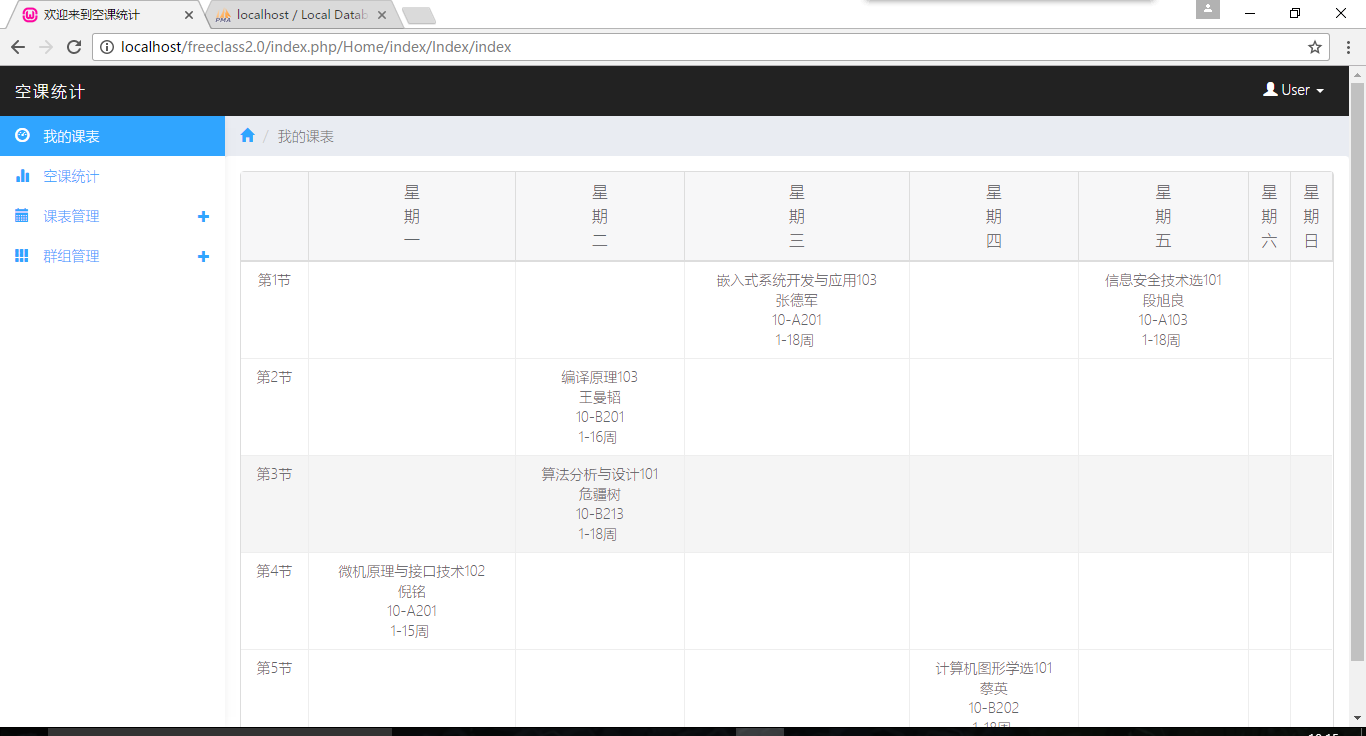 欢迎来到空课统计
localhost / Local Datab
localhost/freeclass2.0/index.php/Home/index/Index/index
空课统计
User
我的课表
空课统计
课表管理
群组管理
/ 我的课表
星期一
星期二
星期三
星期四
星期五
星期六
星期日
第1节
嵌入式系统开发与应用103
张德军
10-A201
1-18周
信息安全技术选101
段旭良
10-A103
1-18周
第2节
编译原理103
王曼韬
10-B201
1-16周
第3节
算法分析与设计101
危疆树
10-B213
1-18周
第4节
微机原理与接口技术102
倪铭
10-A201
1-15周
第5节
计算机图形学选101
蔡英
10-B202
1-18周